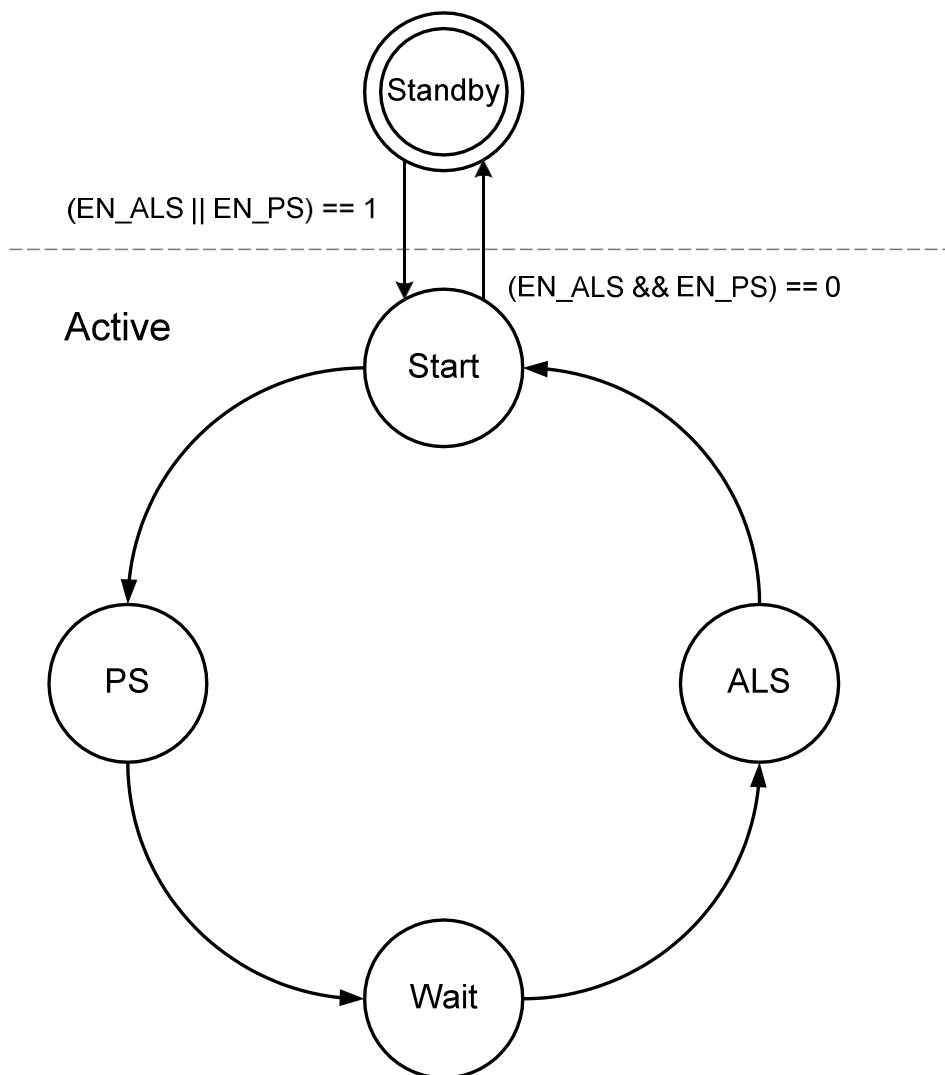 Standby
(EN_ALS || EN_PS) == 1
(EN_ALS && EN_PS) == 0
Active
Start
PS
ALS
Wait